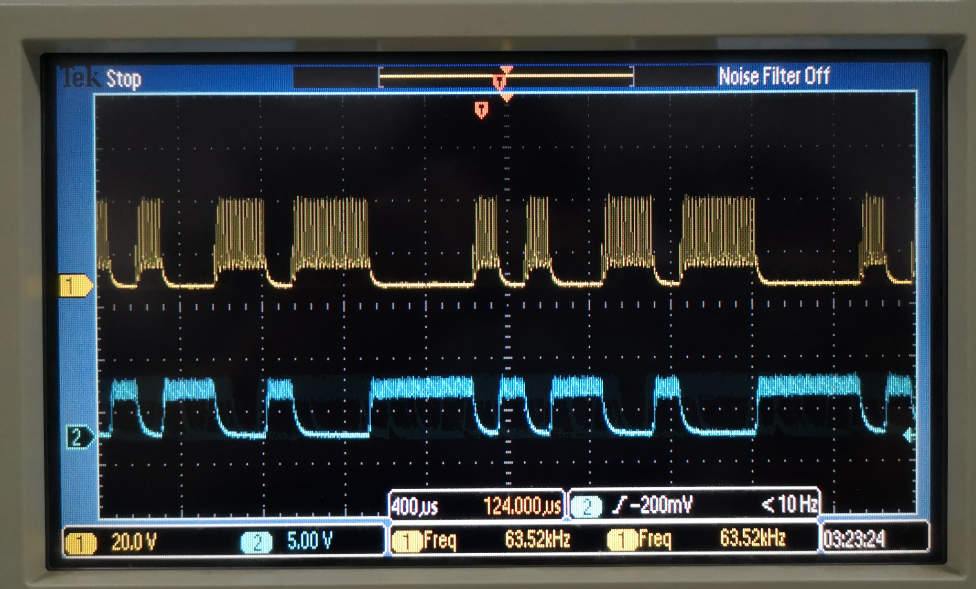 Tek Stop Noise Filter Off
T
T
1
2
400µs 124.000µs 2 ∫ −200mV < 10 Hz
1 20.0 V 2 5.00 V 1 Freq 63.52kHz 1 Freq 63.52kHz 03:23:24